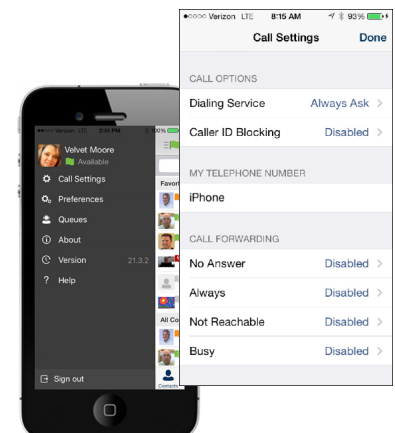 Verizon LTE 8:15 AM 93%
Call Settings Done
CALL OPTIONS
Dialing Service Always Ask
Caller ID Blocking Disabled
MY TELEPHONE NUMBER
iPhone
CALL FORWARDING
No Answer Disabled
Always Disabled
Not Reachable Disabled
Busy Disabled
Verizon LTE 2:51 PM 100%
Velvet Moore
Available
Call Settings
Preferences
Queues
About
Version 21.3.2
? Help
Sign out
Favori
All Co
Contacts